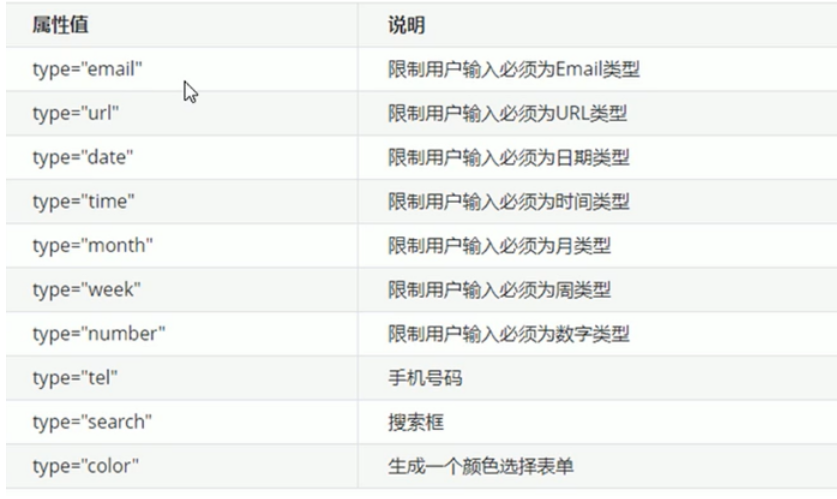 属性值 说明
type="email" 限制用户输入必须为Email类型
type="url" 限制用户输入必须为URL类型
type="date" 限制用户输入必须为日期类型
type="time" 限制用户输入必须为时间类型
type="month" 限制用户输入必须为月类型
type="week" 限制用户输入必须为周类型
type="number" 限制用户输入必须为数字类型
type="tel" 手机号码
type="search" 搜索框
type="color" 生成一个颜色选择表单